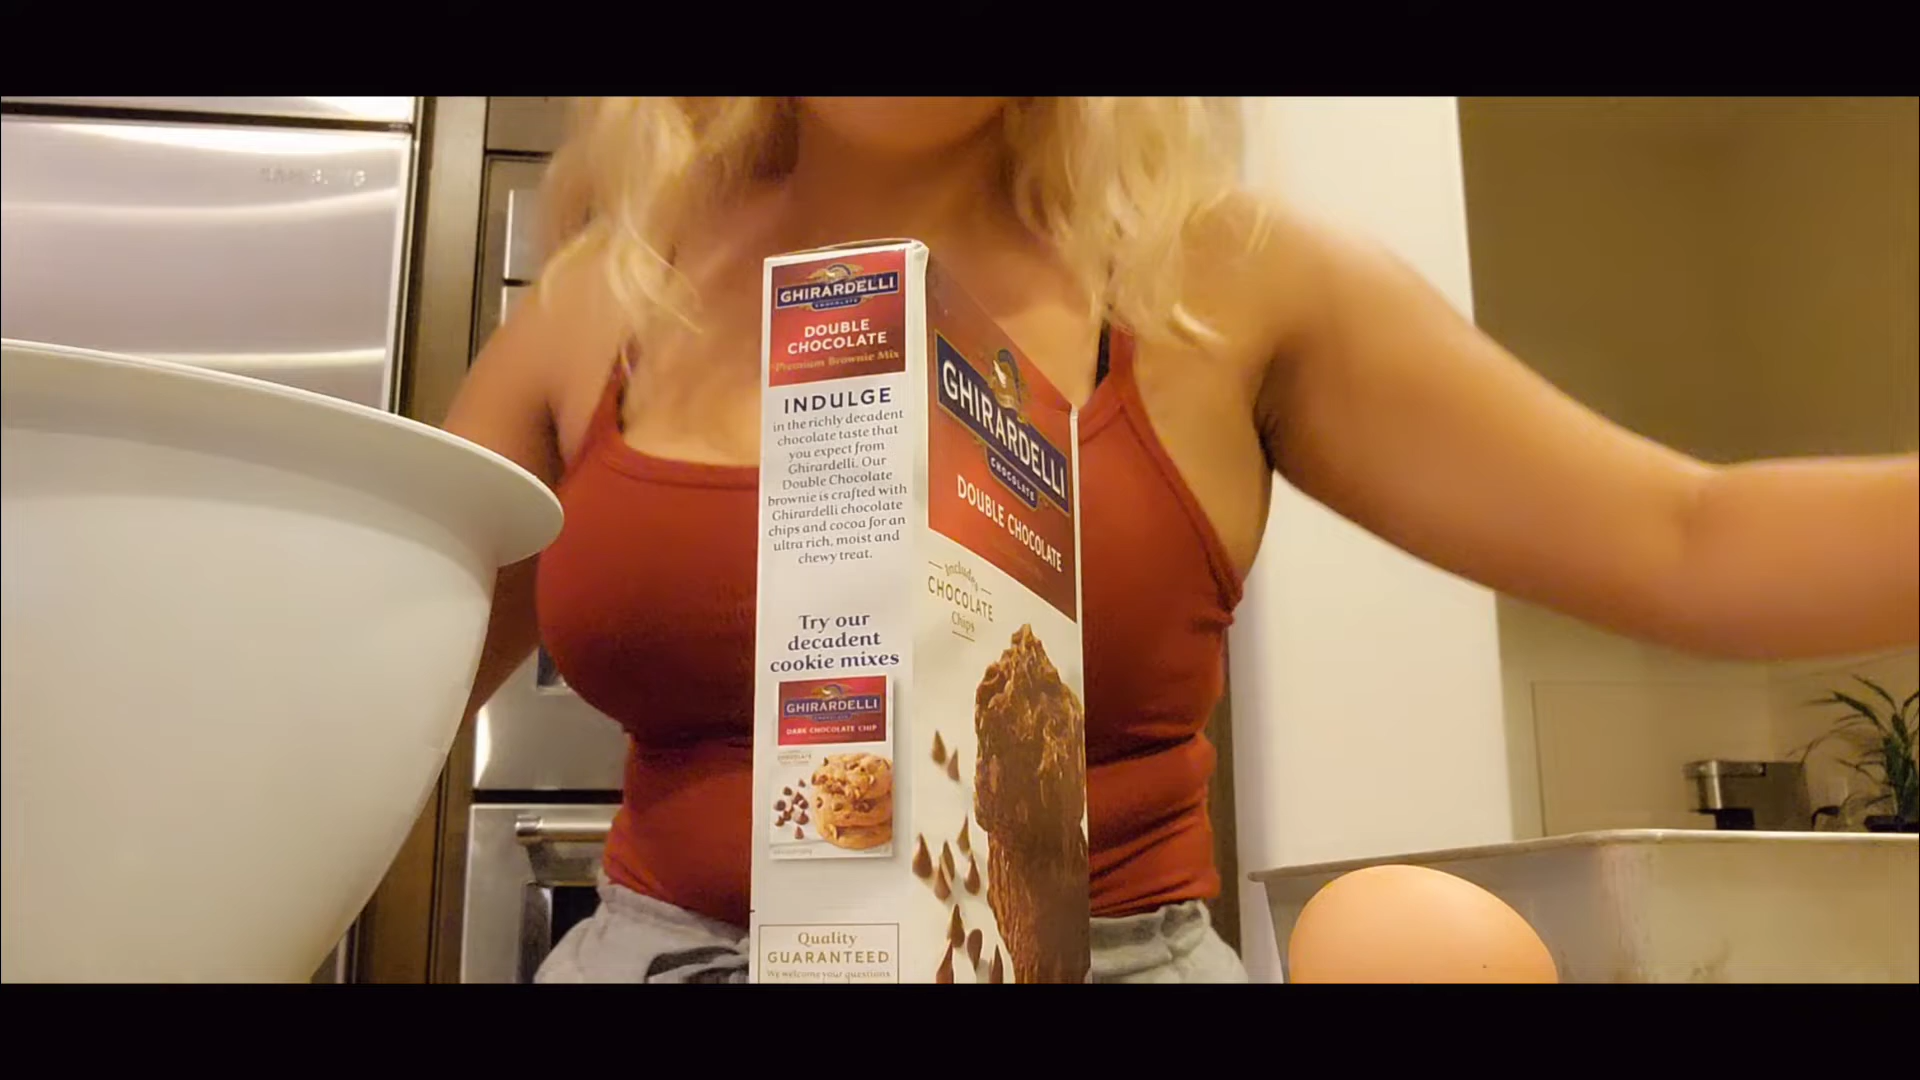 SAMSUNG
GHIRARDELLI
CHOCOLATE
DOUBLE
CHOCOLATE
Premium Brownie Mix
INDULGE
in the richly decadent
chocolate taste that
you expect from
Ghirardelli. Our
Double Chocolate
brownie is crafted with
Ghirardelli chocolate
chips and cocoa for an
ultra rich, moist and
chewy treat.
Try our
decadent
cookie mixes
GHIRARDELLI
DARK CHOCOLATE CHIP
Quality
GUARANTEED
We welcome your questions
GHIRARDELLI
CHOCOLATE
DOUBLE CHOCOLATE
Includes
CHOCOLATE
Chips